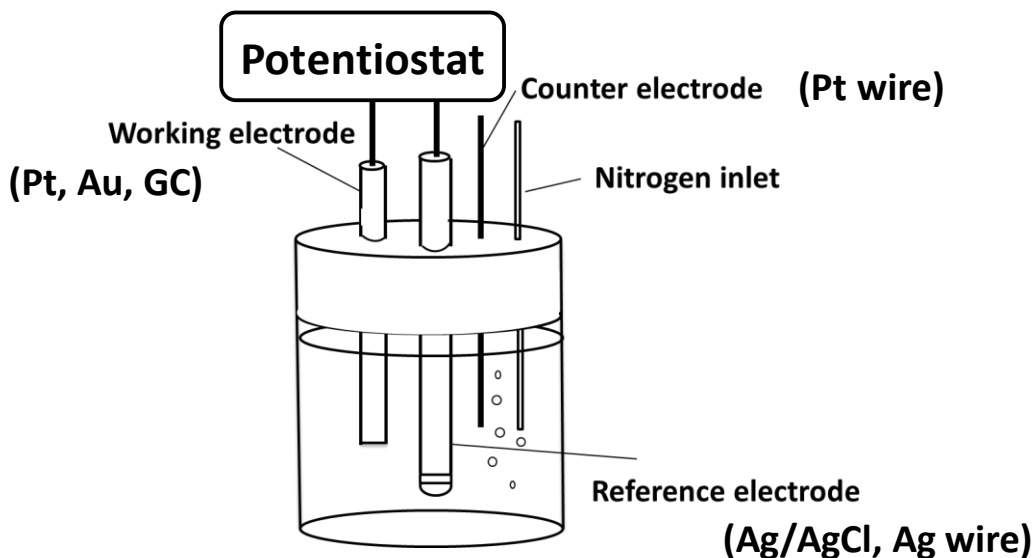 Potentiostat
Counter electrode (Pt wire)
Working electrode
(Pt, Au, GC)
Nitrogen inlet
Reference electrode
(Ag/AgCl, Ag wire)